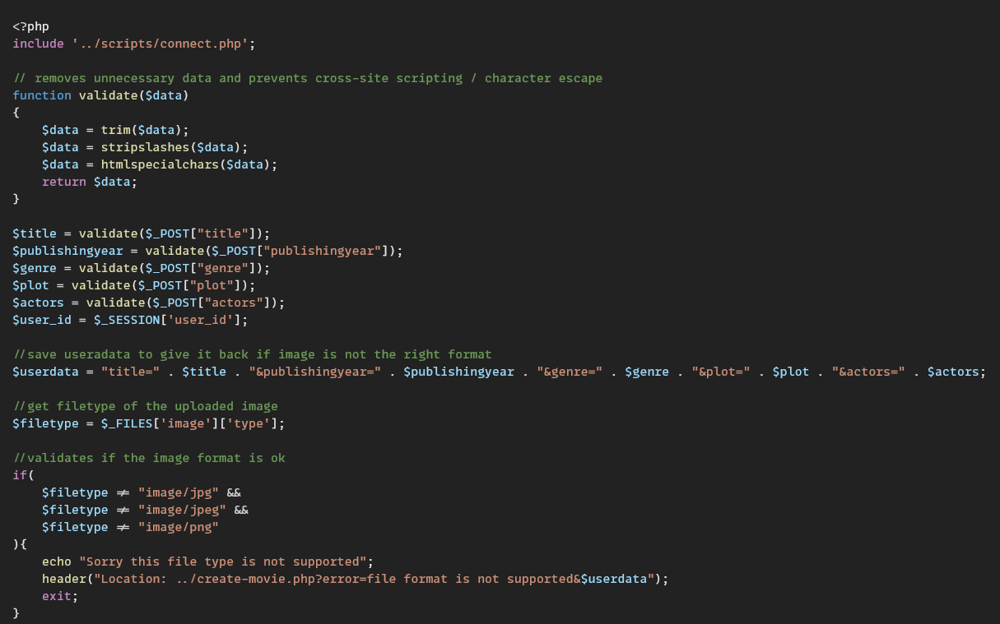 <?php
include '../scripts/connect.php';
// removes unnecessary data and prevents cross-site scripting / character escape
function validate($data)
{
    $data = trim($data);
    $data = stripslashes($data);
    $data = htmlspecialchars($data);
    return $data;
}
$title = validate($_POST["title"]);
$publishingyear = validate($_POST["publishingyear"]);
$genre = validate($_POST["genre"]);
$plot = validate($_POST["plot"]);
$actors = validate($_POST["actors"]);
$user_id = $_SESSION['user_id'];
//save useradata to give it back if image is not the right format
$userdata = "title=" . $title . "&publishingyear=" . $publishingyear . "&genre=" . $genre . "&plot=" . $plot . "&actors=" . $actors;
//get filetype of the uploaded image
$filetype = $_FILES['image']['type'];
//validates if the image format is ok
if(
    $filetype != "image/jpg" &&
    $filetype != "image/jpeg" &&
    $filetype != "image/png"
){
    echo "Sorry this file type is not supported";
    header("Location: ../create-movie.php?error=file format is not supported&$userdata");
    exit;
}